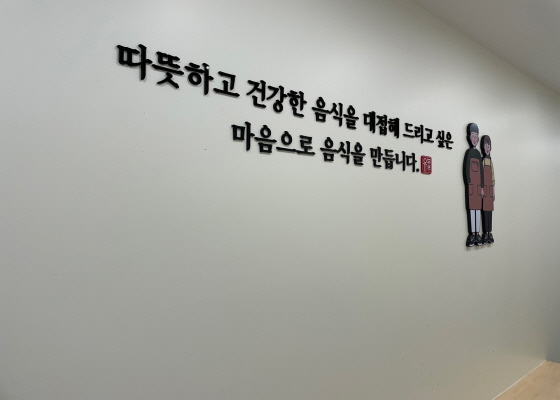 따뜻하고 건강한 음식을 대접해 드리고 싶은
마음으로 음식을 만듭니다.